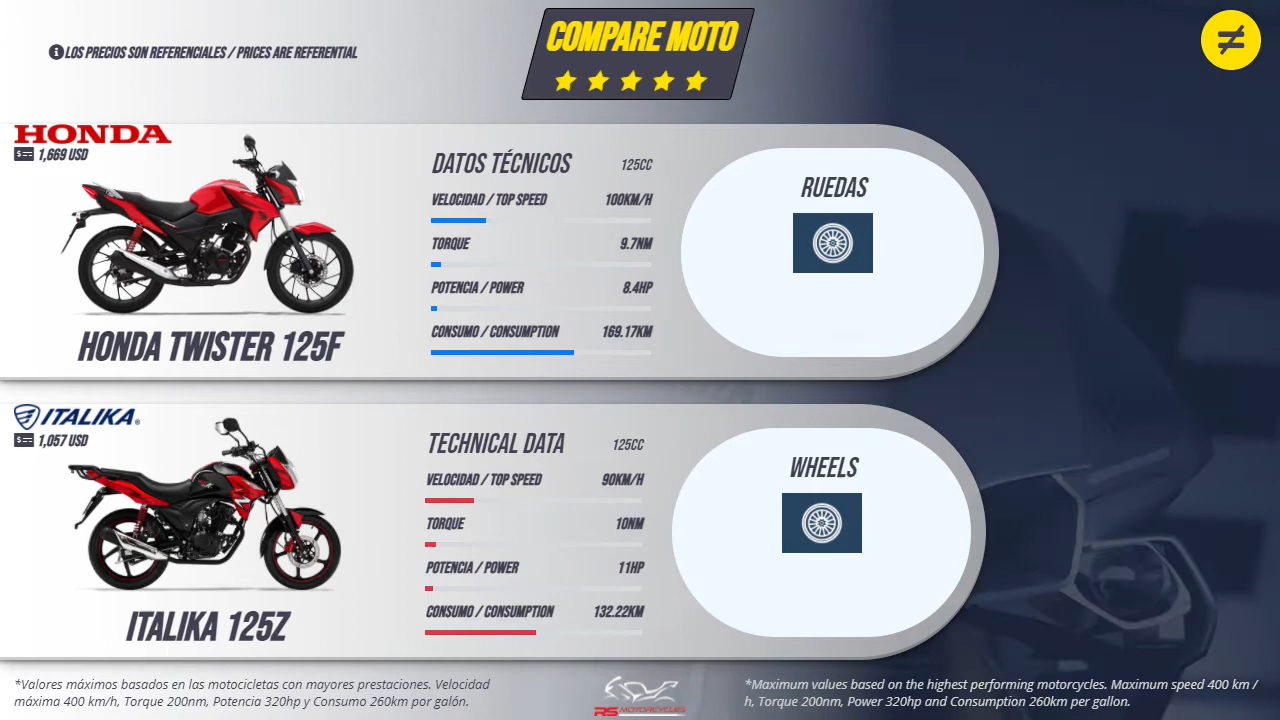 LOS PRECIOS SON REFERENCIALES / PRICES ARE REFERENTIAL
COMPARE MOTO
HONDA
1,669 USD
HONDA TWISTER 125F
DATOS TÉCNICOS 125CC
VELOCIDAD / TOP SPEED 100KM/H
TORQUE 9.7NM
POTENCIA / POWER 8.4HP
CONSUMO / CONSUMPTION 169.17KM
RUEDAS
ITALIKA®
1,057 USD
ITALIKA 125Z
TECHNICAL DATA 125CC
VELOCIDAD / TOP SPEED 90KM/H
TORQUE 10NM
POTENCIA / POWER 11HP
CONSUMO / CONSUMPTION 132.22KM
WHEELS
*Valores máximos basados en las motocicletas con mayores prestaciones. Velocidad
máxima 400 km/h, Torque 200nm, Potencia 320hp y Consumo 260km por galón.
RS MOTORCYCLES
*Maximum values based on the highest performing motorcycles. Maximum speed 400 km /
h, Torque 200nm, Power 320hp and Consumption 260km per gallon.